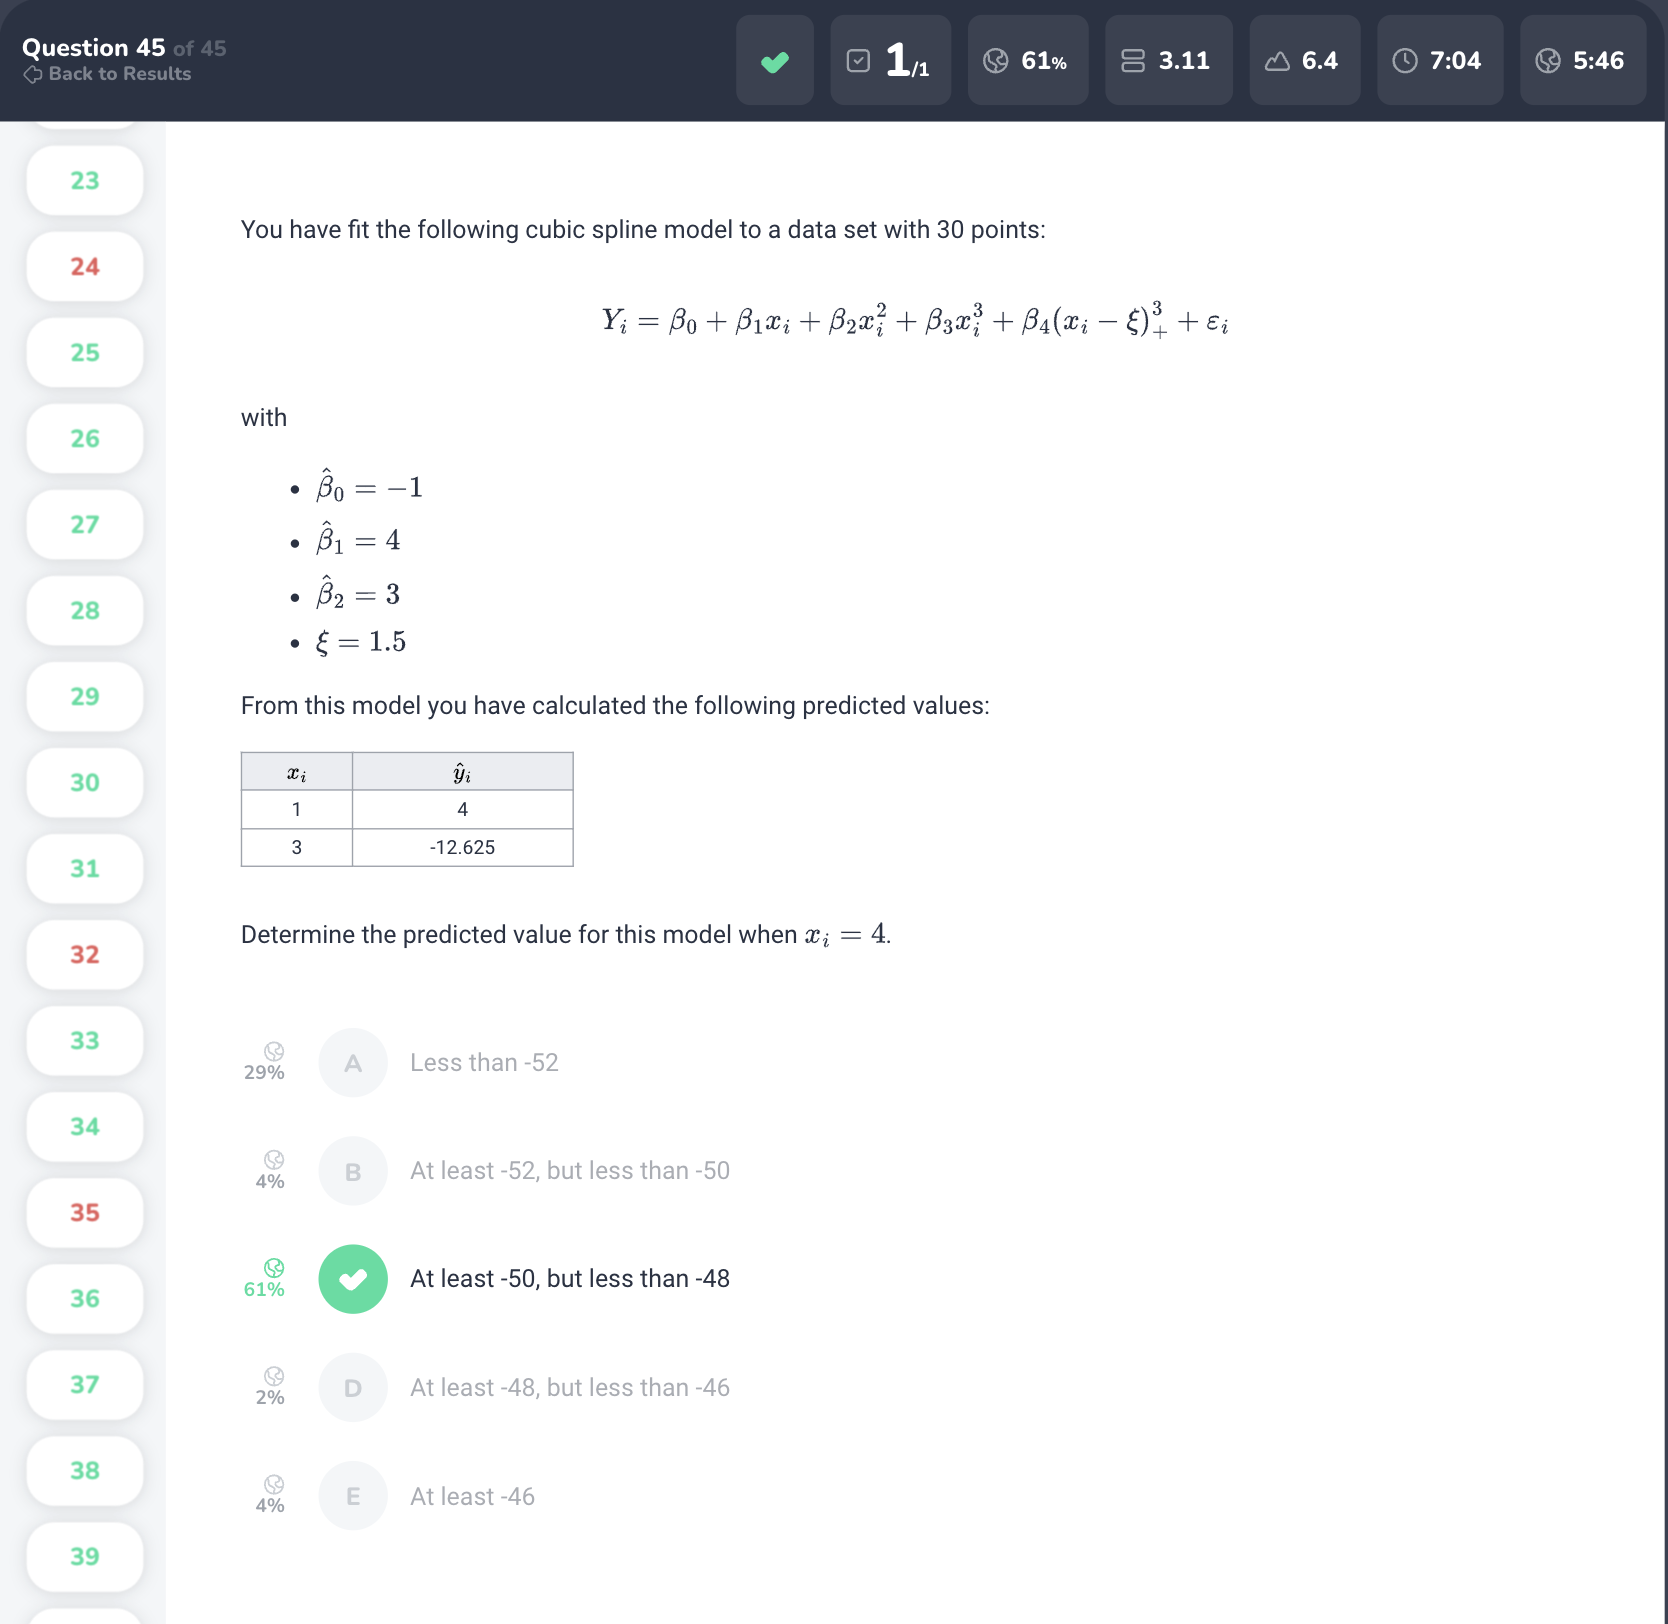 Question 45 of 45
Back to Results
1/1
61%
3.11
6.4
7:04
5:46
23
24
25
26
27
28
29
30
31
32
33
34
35
36
37
38
39
You have fit the following cubic spline model to a data set with 30 points:
Yᵢ = β₀ + β₁xᵢ + β₂xᵢ² + β₃xᵢ³ + β₄(xᵢ − ξ)₊³ + εᵢ
with
• β̂₀ = −1
• β̂₁ = 4
• β̂₂ = 3
• ξ = 1.5
From this model you have calculated the following predicted values:
xᵢ ŷᵢ
1 4
3 -12.625
Determine the predicted value for this model when xᵢ = 4.
29% A Less than -52
4% B At least -52, but less than -50
61% At least -50, but less than -48
2% D At least -48, but less than -46
4% E At least -46